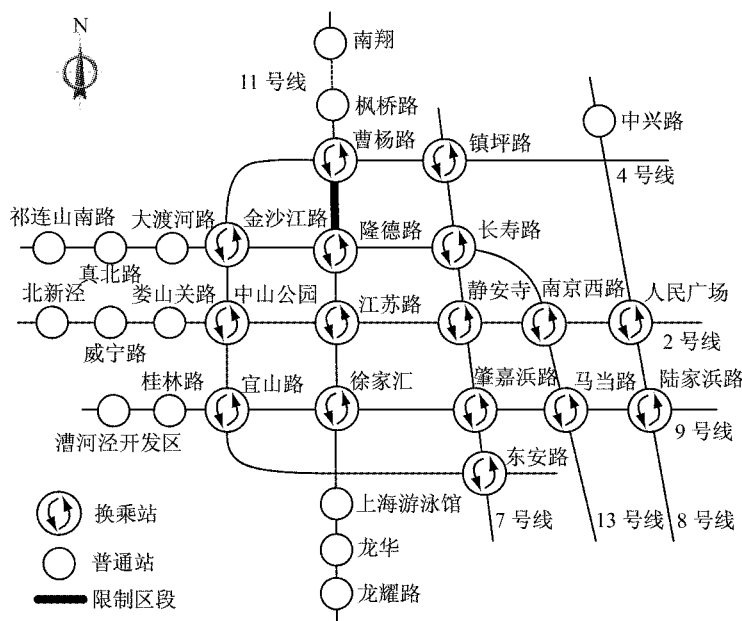 N
南翔
11 号线
枫桥路
曹杨路
镇坪路
中兴路
4 号线
祁连山南路
大渡河路
金沙江路
隆德路
长寿路
真北路
北新泾
娄山关路
中山公园
江苏路
静安寺
南京西路
人民广场
威宁路
2 号线
桂林路
宜山路
徐家汇
肇嘉浜路
马当路
陆家浜路
漕河泾开发区
9 号线
东安路
换乘站
上海游泳馆
7 号线
13 号线
8 号线
普通站
龙华
限制区段
龙耀路